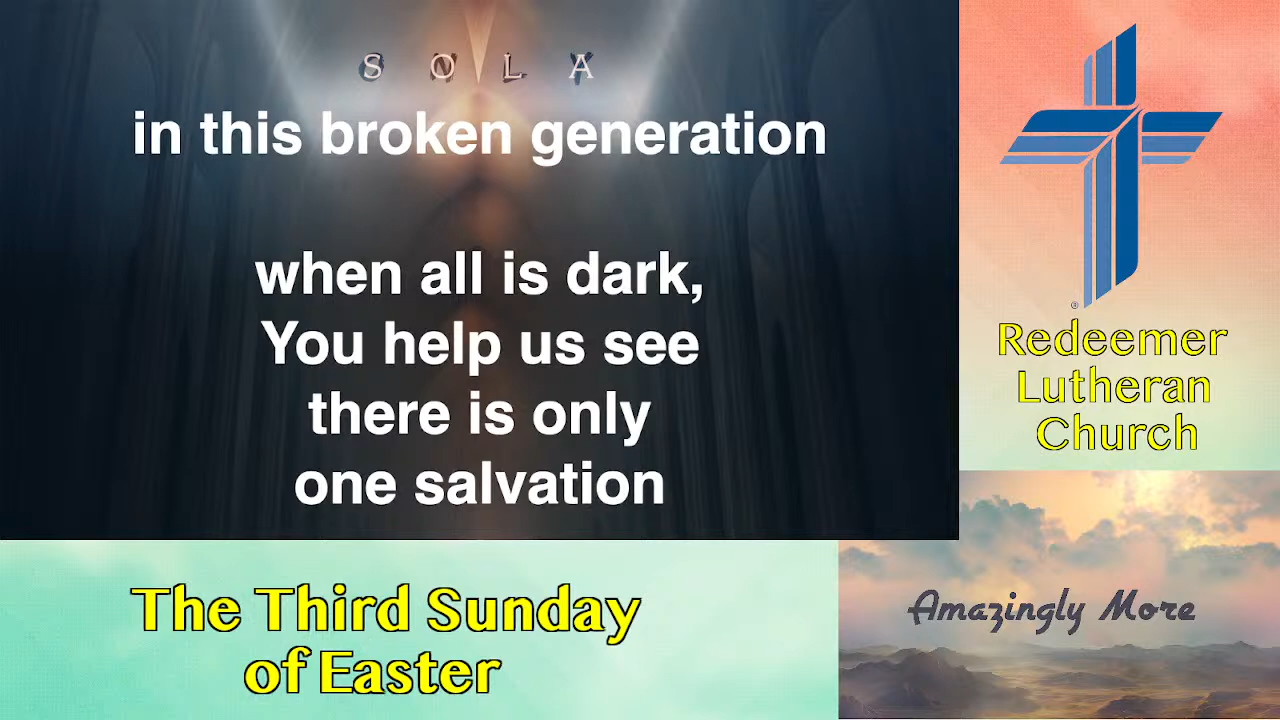 S O L A
in this broken generation
when all is dark,
You help us see
there is only
one salvation
®
Redeemer
Lutheran
Church
Amazingly More
The Third Sunday
of Easter